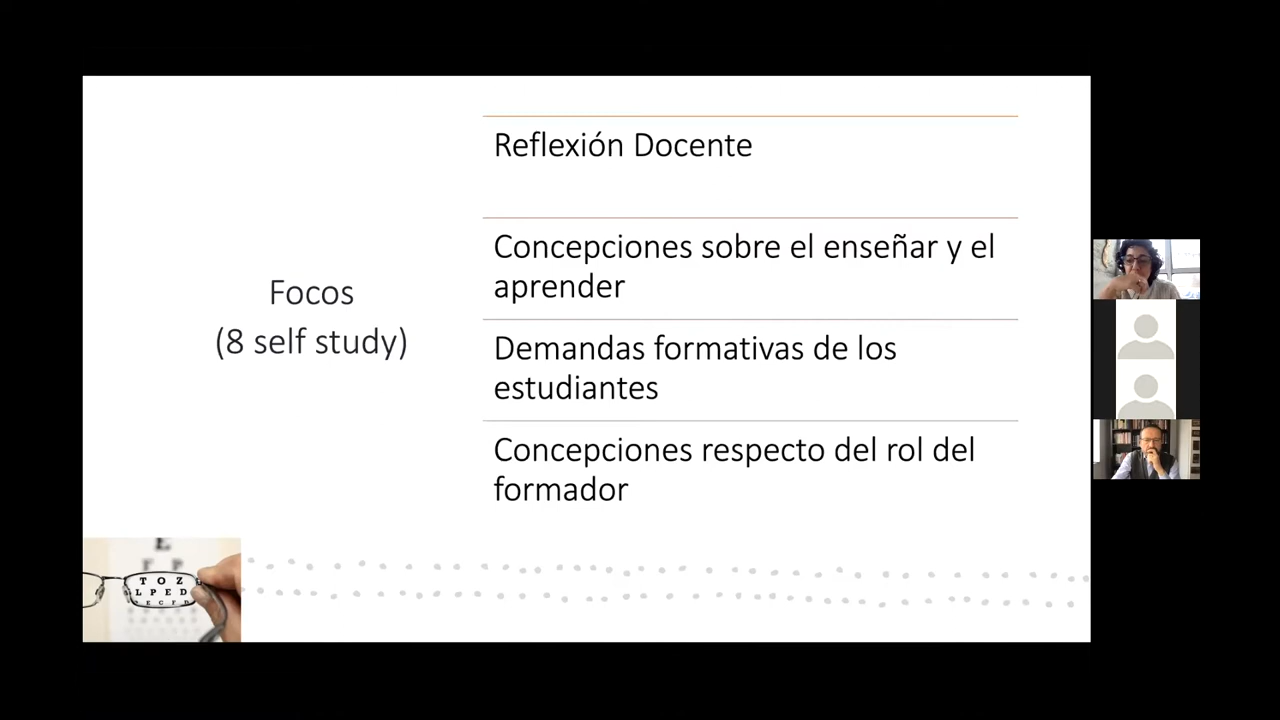 Focos
(8 self study)
Reflexión Docente
Concepciones sobre el enseñar y el
aprender
Demandas formativas de los
estudiantes
Concepciones respecto del rol del
formador
E
F P
T O Z
L P E D